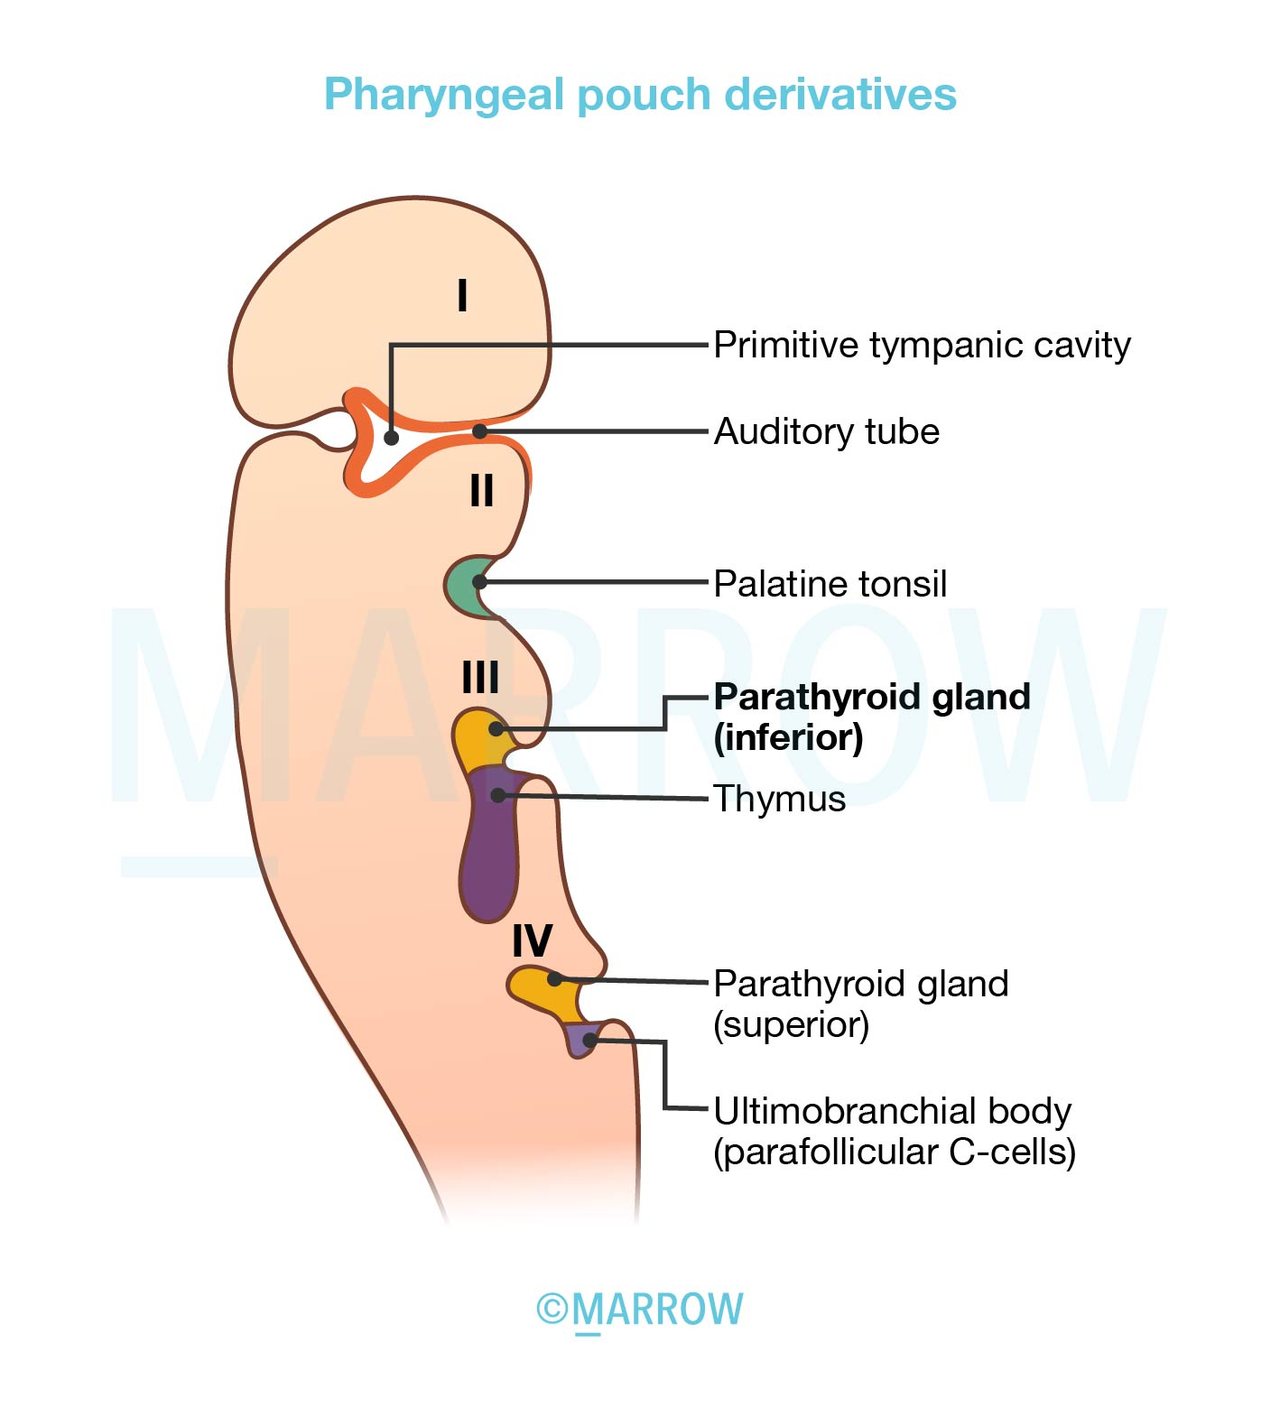 Pharyngeal pouch derivatives
I
Primitive tympanic cavity
Auditory tube
II
Palatine tonsil
MARROW
III
Parathyroid gland
(inferior)
Thymus
IV
Parathyroid gland
(superior)
Ultimobranchial body
(parafollicular C-cells)
©MARROW